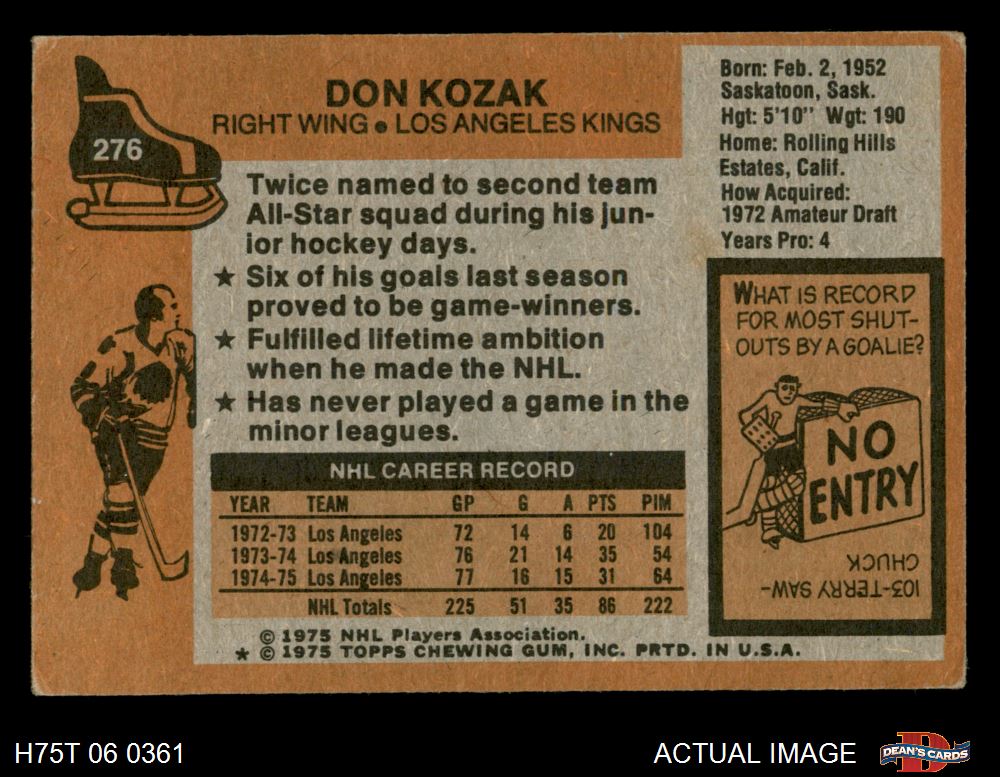 276
DON KOZAK
RIGHT WING • LOS ANGELES KINGS
Born: Feb. 2, 1952
Saskatoon, Sask.
Hgt: 5'10" Wgt: 190
Home: Rolling Hills
Estates, Calif.
How Acquired:
1972 Amateur Draft
Years Pro: 4
Twice named to second team
All-Star squad during his jun-
ior hockey days.
★ Six of his goals last season
proved to be game-winners.
★ Fulfilled lifetime ambition
when he made the NHL.
★ Has never played a game in the
minor leagues.
WHAT IS RECORD
FOR MOST SHUT-
OUTS BY A GOALIE?
NO
ENTRY
103-TERRY SAW-
CHUCK
NHL CAREER RECORD
YEAR TEAM GP G A PTS PIM
1972-73 Los Angeles 72 14 6 20 104
1973-74 Los Angeles 76 21 14 35 54
1974-75 Los Angeles 77 16 15 31 64
NHL Totals 225 51 35 86 222
© 1975 NHL Players Association.
★ © 1975 TOPPS CHEWING GUM, INC. PRTD. IN U.S.A.
H75T 06 0361
ACTUAL IMAGE
D
DEAN'S CARDS